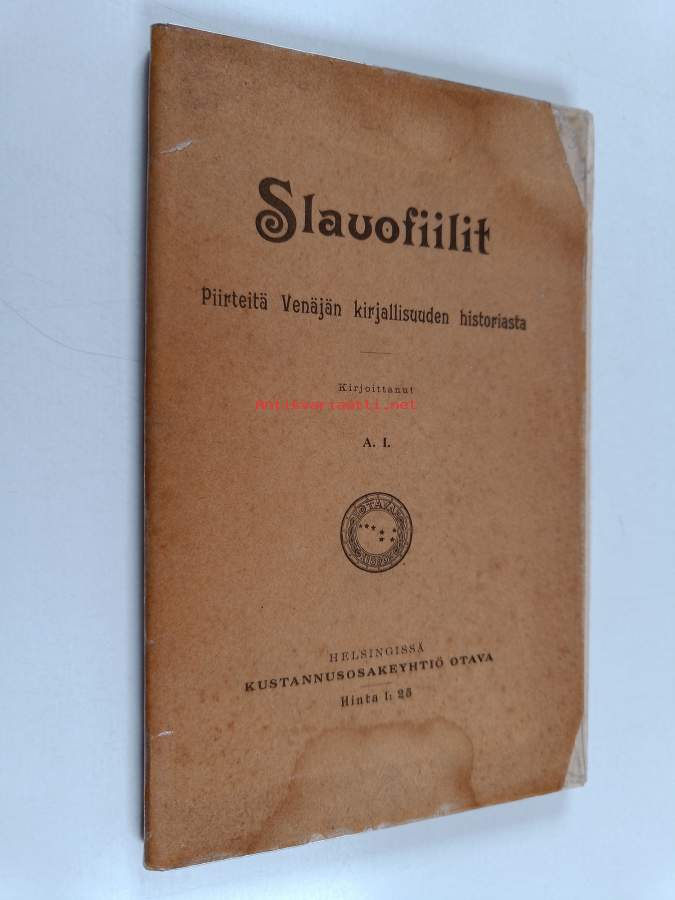 Slavofiilit
Piirteitä Venäjän kirjallisuuden historiasta
Kirjoittanut
Antikvariaatti.net
A. I.
OTAVA
HELSINGISSÄ
KUSTANNUSOSAKEYHTIÖ OTAVA
Hinta 1: 25